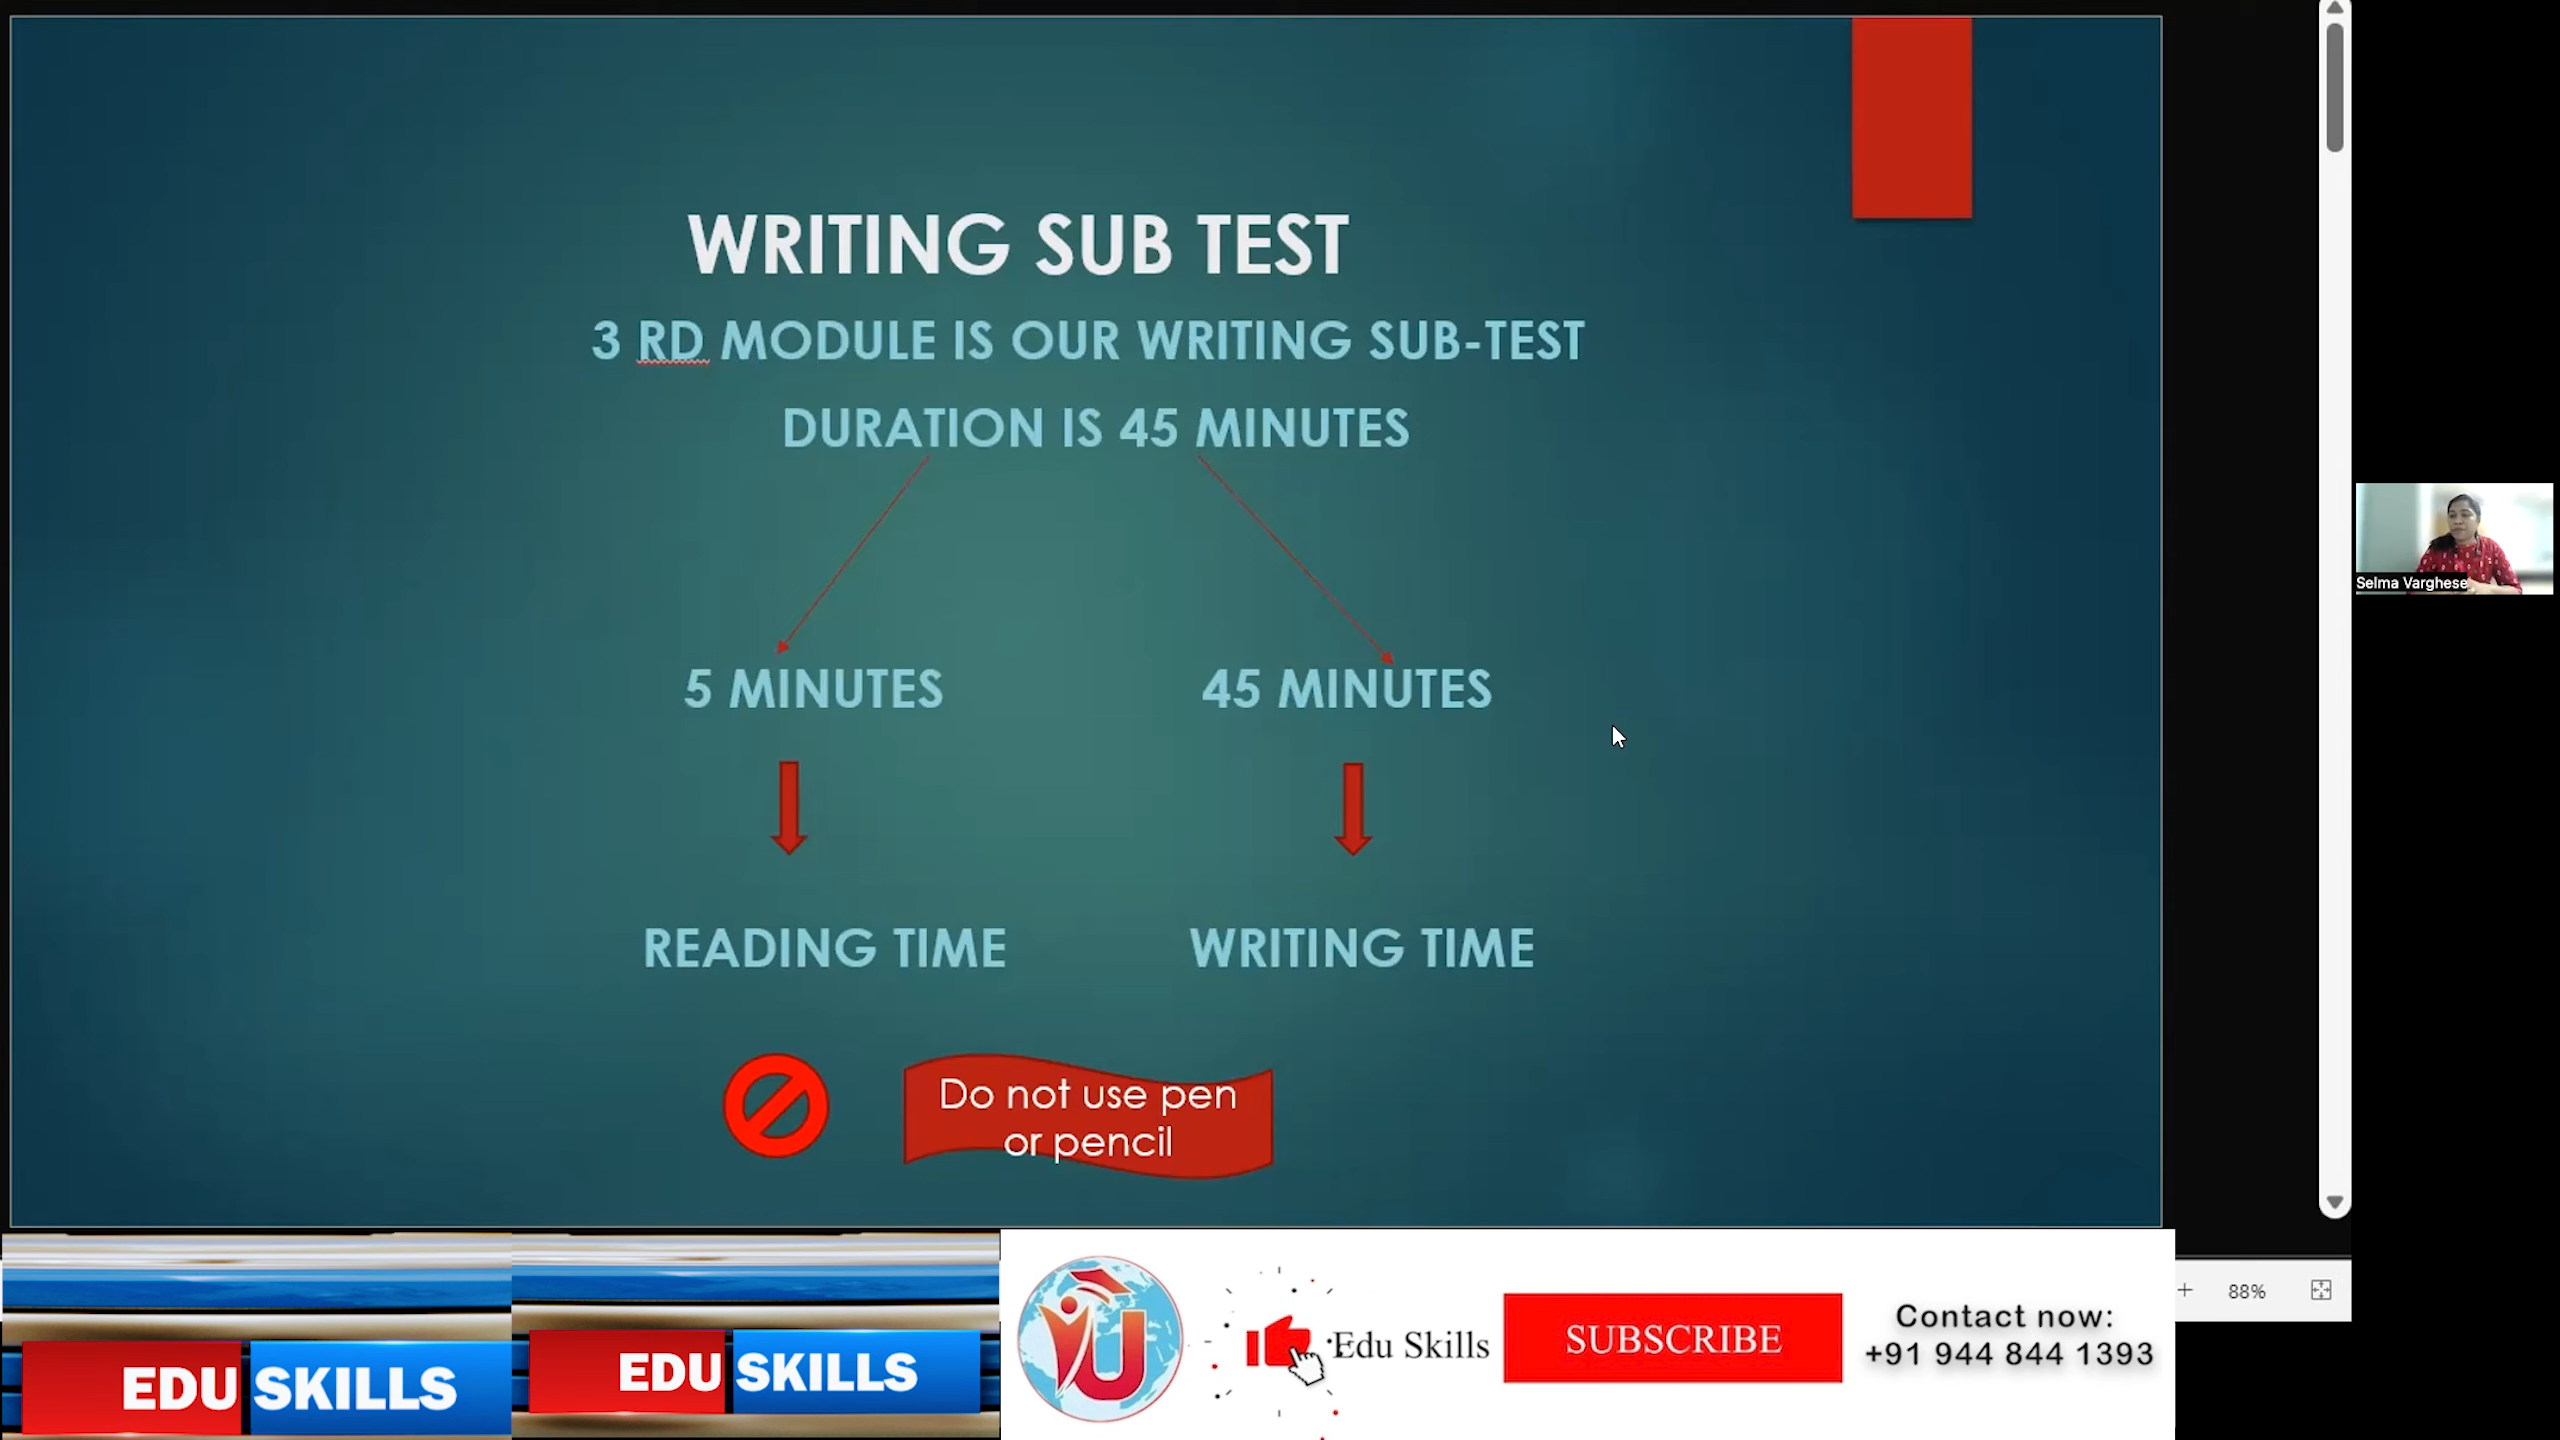 WRITING SUB TEST
3 RD MODULE IS OUR WRITING SUB-TEST
DURATION IS 45 MINUTES
5 MINUTES
45 MINUTES
READING TIME
WRITING TIME
Do not use pen
or pencil
Selma Varghese
EDU SKILLS
EDU SKILLS
Edu Skills
SUBSCRIBE
Contact now:
+91 944 844 1393
88%